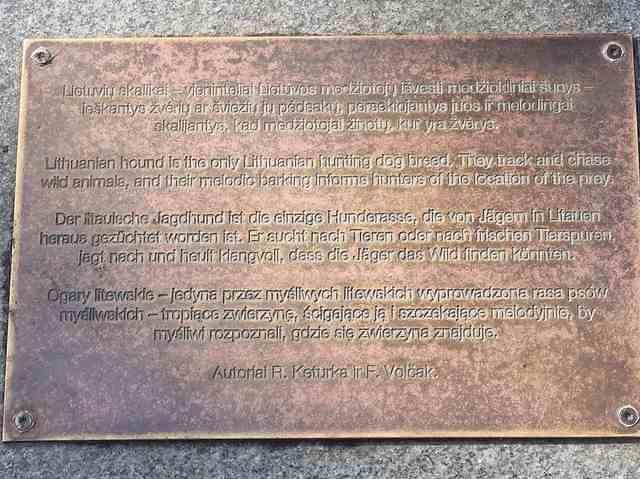 Lietuvių skalikai – vieninteliai Lietuvos medžiotojų išvesti medžiokliniai šunys –
ieškantys žvėrių ar šviežių jų pėdsakų, persekiojantys juos ir melodingai
skalijantys, kad medžiotojai žinotų, kur yra žvėrys.
Lithuanian hound is the only Lithuanian hunting dog breed. They track and chase
wild animals, and their melodic barking informs hunters of the location of the prey.
Der litauische Jagdhund ist die einzige Hunderasse, die von Jägern in Litauen
heraus gezüchtet worden ist. Er sucht nach Tieren oder nach frischen Tierspuren,
jagt nach und heult klangvoll, dass die Jäger das Wild finden könnten.
Ogary litewskie – jedyna przez myśliwych litewskich wyprowadzona rasa psów
myśliwskich – tropiące zwierzynę, ścigające ją i szczekające melodyjnie, by
myśliwi rozpoznali, gdzie się zwierzyna znajduje.
Autoriai R. Keturka ir F. Volčak.